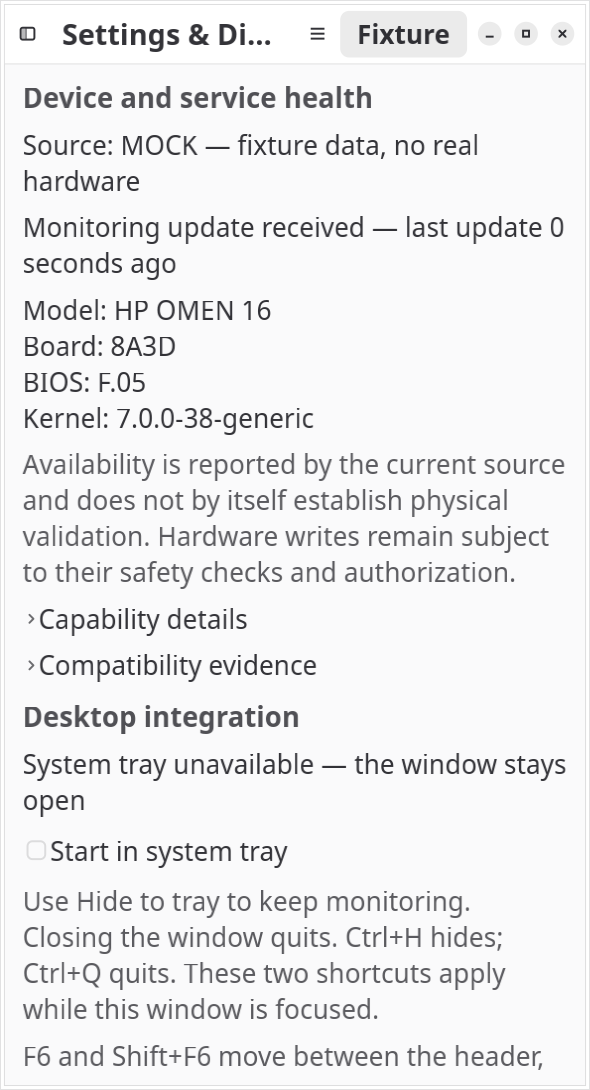 Settings & Di...
Fixture
Device and service health
Source: MOCK — fixture data, no real
hardware
Monitoring update received — last update 0
seconds ago
Model: HP OMEN 16
Board: 8A3D
BIOS: F.05
Kernel: 7.0.0-38-generic
Availability is reported by the current source
and does not by itself establish physical
validation. Hardware writes remain subject
to their safety checks and authorization.
Capability details
Compatibility evidence
Desktop integration
System tray unavailable — the window stays
open
Start in system tray
Use Hide to tray to keep monitoring.
Closing the window quits. Ctrl+H hides;
Ctrl+Q quits. These two shortcuts apply
while this window is focused.
F6 and Shift+F6 move between the header,